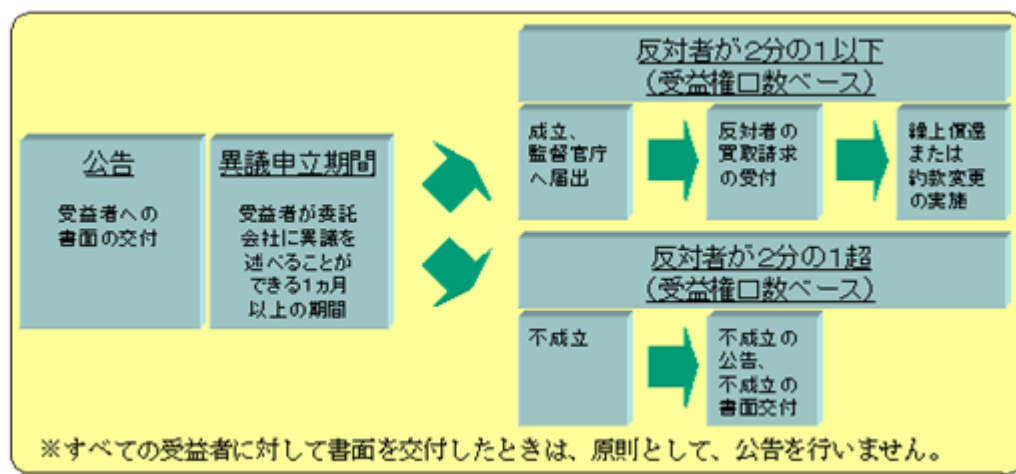 公告
受益者への
書面の交付
異議申立期間
受益者が委託
会社に異議を
述べることが
できる1ヵ月
以上の期間
反対者が2分の1以下
(受益権口数ベース)
成立、
監督官庁
へ届出
反対者の
買取請求
の受付
繰上償還
または
約款変更
の実施
反対者が2分の1超
(受益権口数ベース)
不成立
不成立の
公告、
不成立の
書面交付
※すべての受益者に対して書面を交付したときは、原則として、公告を行いません。